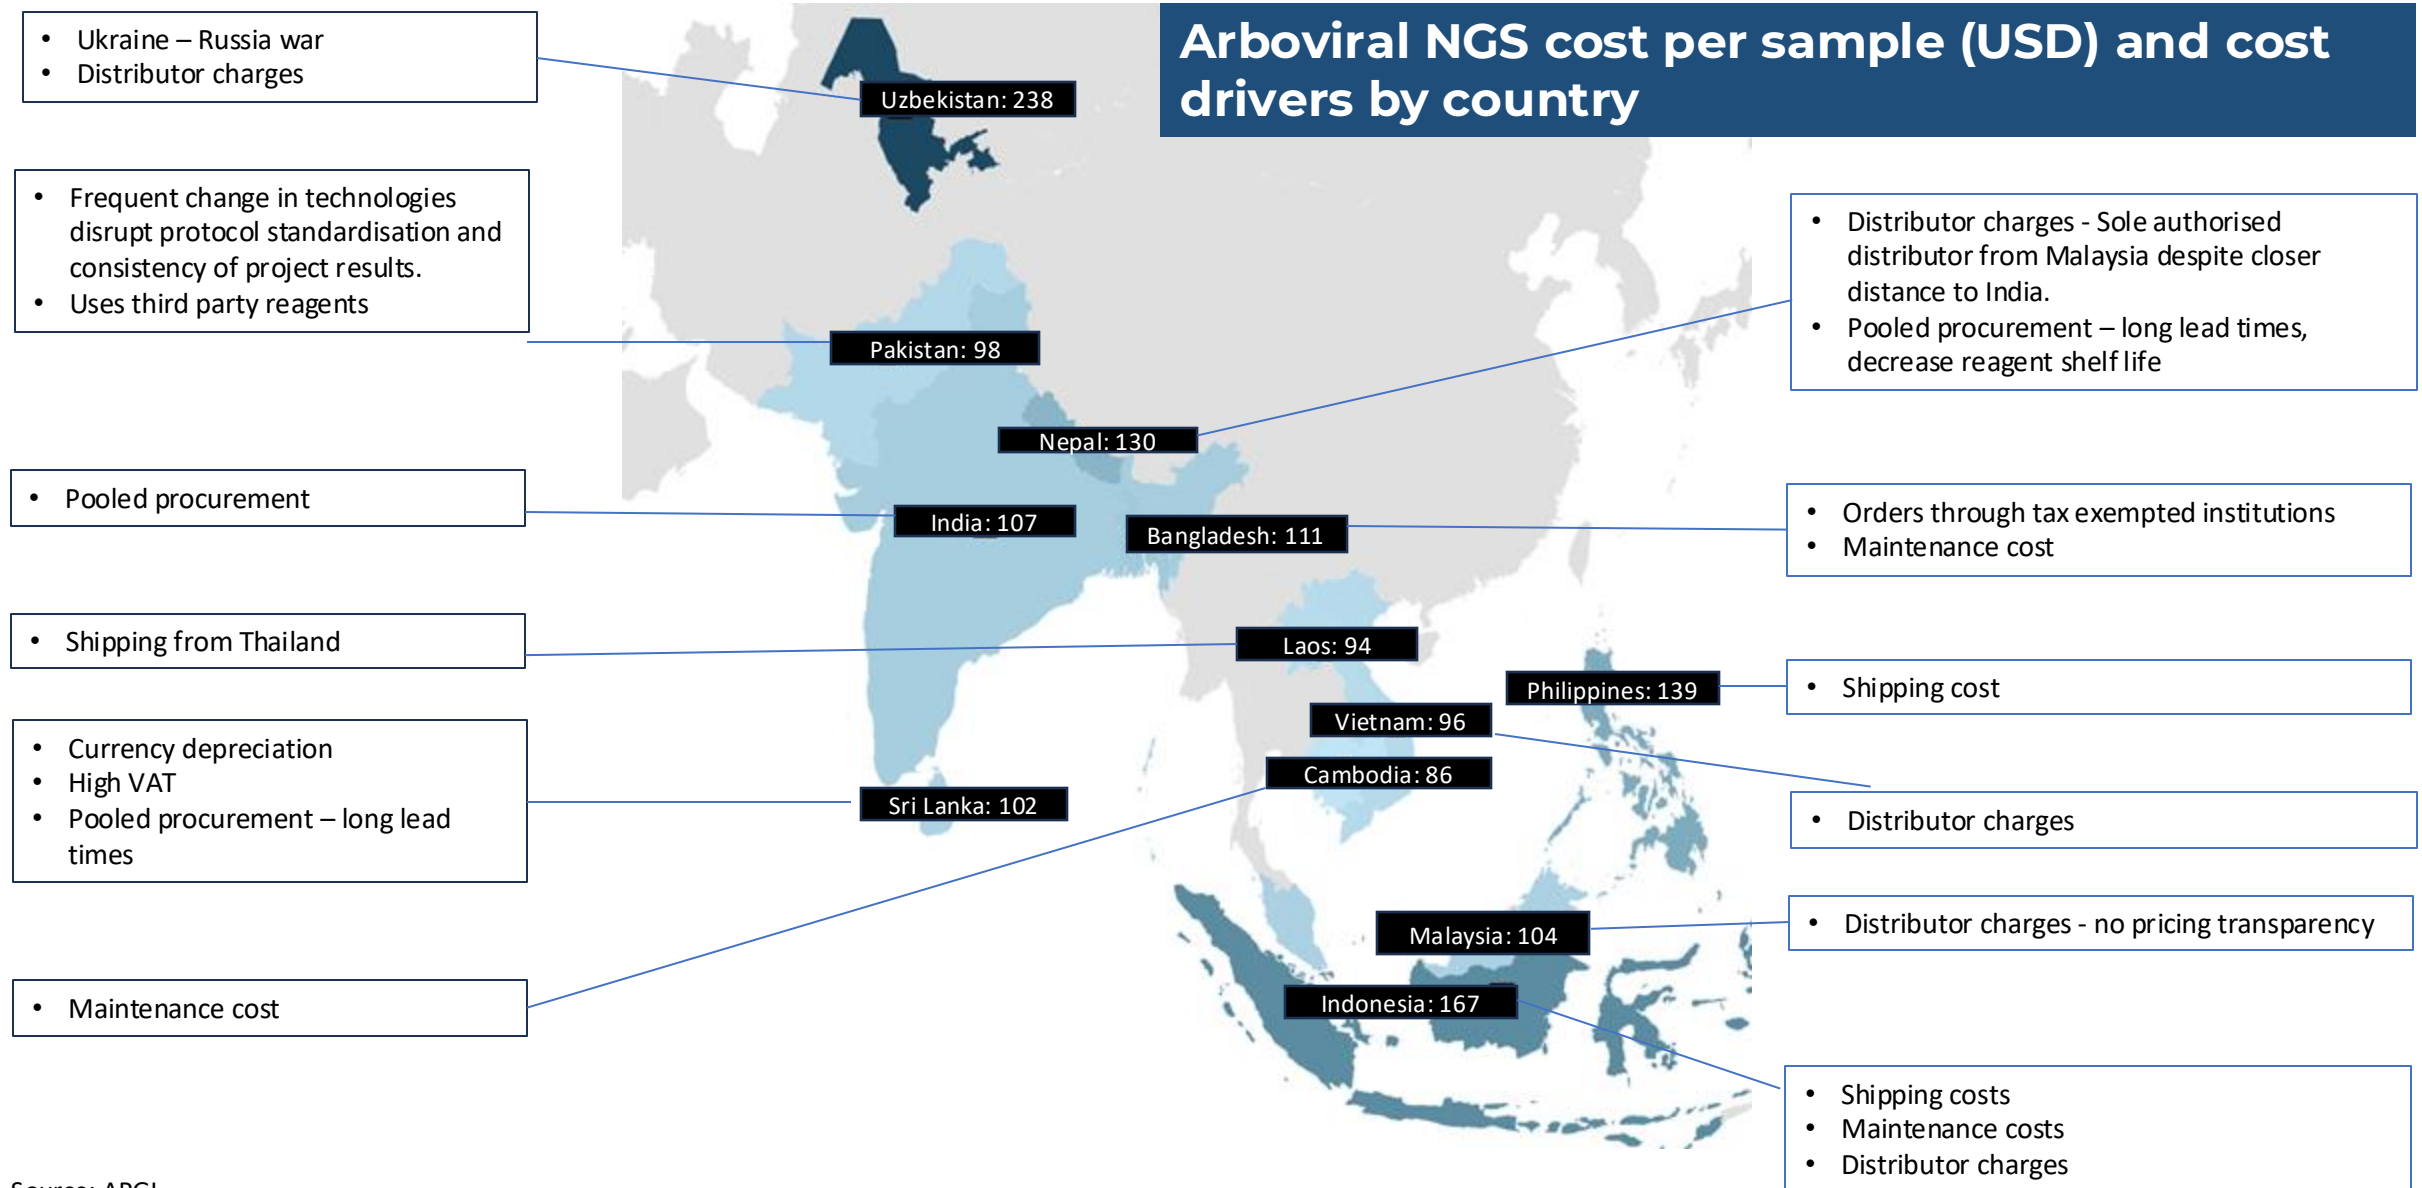 Arboviral NGS cost per sample (USD) and cost
drivers by country
• Ukraine – Russia war
• Distributor charges
Uzbekistan: 238
• Frequent change in technologies
disrupt protocol standardisation and
consistency of project results.
• Uses third party reagents
Pakistan: 98
• Distributor charges - Sole authorised
distributor from Malaysia despite closer
distance to India.
• Pooled procurement – long lead times,
decrease reagent shelf life
Nepal: 130
• Pooled procurement
India: 107
Bangladesh: 111
• Orders through tax exempted institutions
• Maintenance cost
• Shipping from Thailand
Laos: 94
Philippines: 139
• Shipping cost
Vietnam: 96
• Distributor charges
• Currency depreciation
• High VAT
• Pooled procurement – long lead
times
Sri Lanka: 102
Cambodia: 86
• Maintenance cost
Malaysia: 104
• Distributor charges - no pricing transparency
Indonesia: 167
• Shipping costs
• Maintenance costs
• Distributor charges